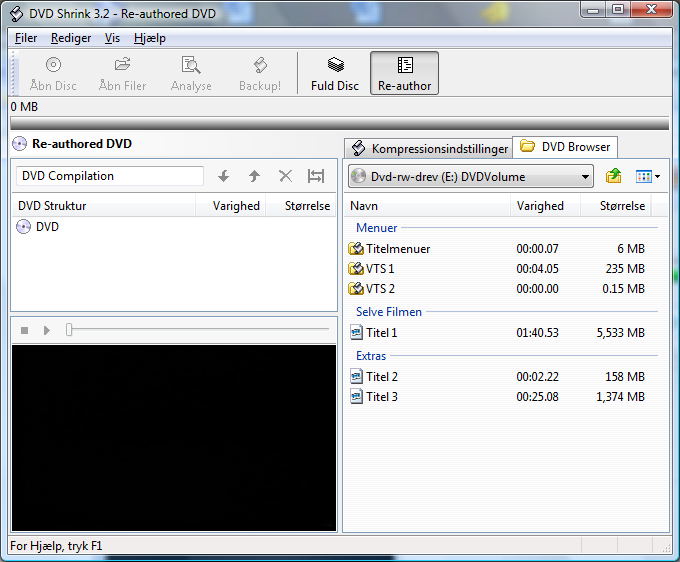 DVD Shrink 3.2 - Re-authored DVD
Filer Rediger Vis Hjælp
Åbn Disc Åbn Filer Analyse Backup! Fuld Disc Re-author
0 MB
Re-authored DVD
DVD Compilation
DVD Struktur Varighed Størrelse
DVD
Kompressionsindstillinger DVD Browser
Dvd-rw-drev (E:) DVDVolume
Navn Varighed Størrelse
Menuer
Titelmenuer 00:00.07 6 MB
VTS 1 00:04.05 235 MB
VTS 2 00:00.00 0.15 MB
Selve Filmen
Titel 1 01:40.53 5,533 MB
Extras
Titel 2 00:02.22 158 MB
Titel 3 00:25.08 1,374 MB
For Hjælp, tryk F1